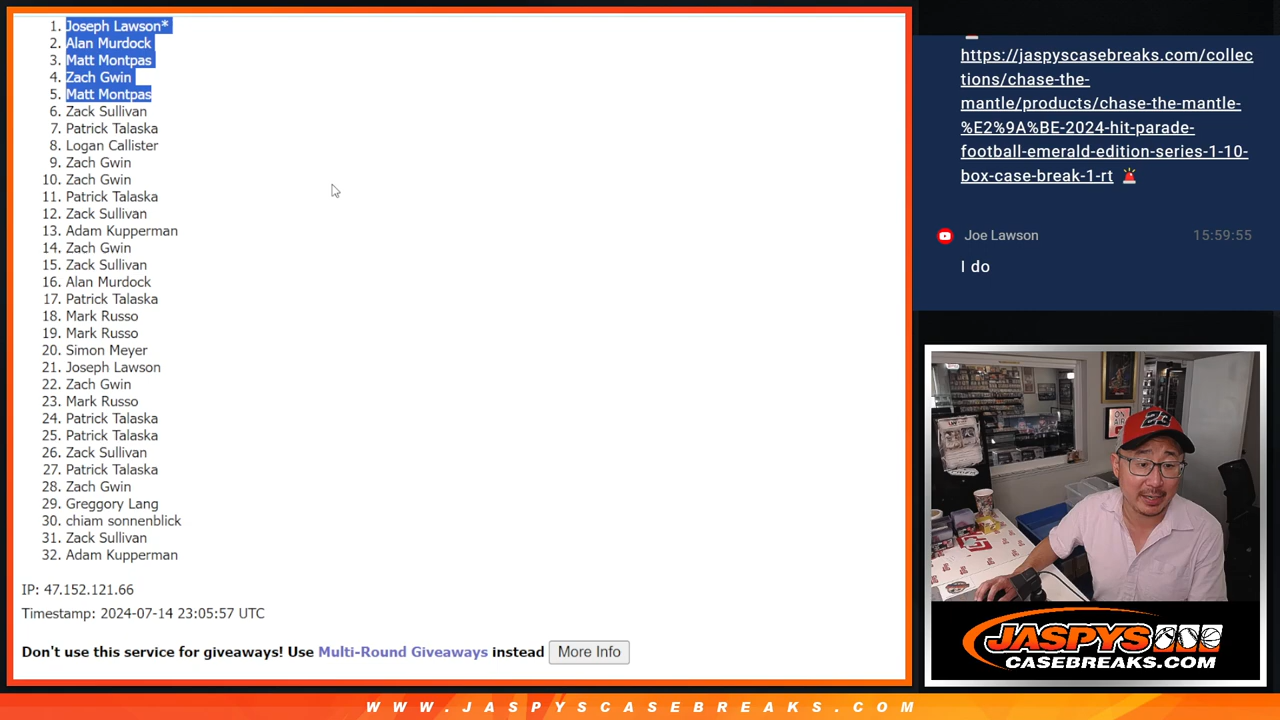 1. Joseph Lawson*
2. Alan Murdock
3. Matt Montpas
4. Zach Gwin
5. Matt Montpas
6. Zack Sullivan
7. Patrick Talaska
8. Logan Callister
9. Zach Gwin
10. Zach Gwin
11. Patrick Talaska
12. Zack Sullivan
13. Adam Kupperman
14. Zach Gwin
15. Zack Sullivan
16. Alan Murdock
17. Patrick Talaska
18. Mark Russo
19. Mark Russo
20. Simon Meyer
21. Joseph Lawson
22. Zach Gwin
23. Mark Russo
24. Patrick Talaska
25. Patrick Talaska
26. Zack Sullivan
27. Patrick Talaska
28. Zach Gwin
29. Greggory Lang
30. chiam sonnenblick
31. Zack Sullivan
32. Adam Kupperman
IP: 47.152.121.66
Timestamp: 2024-07-14 23:05:57 UTC
Don't use this service for giveaways! Use Multi-Round Giveaways instead More Info
https://jaspyscasebreaks.com/collec
tions/chase-the-
mantle/products/chase-the-mantle-
%E2%9A%BE-2024-hit-parade-
football-emerald-edition-series-1-10-
box-case-break-1-rt 🚨
Joe Lawson 15:59:55
I do
ON AIR
23
JASPYS
CASEBREAKS.COM
WWW.JASPYSCASEBREAKS.COM